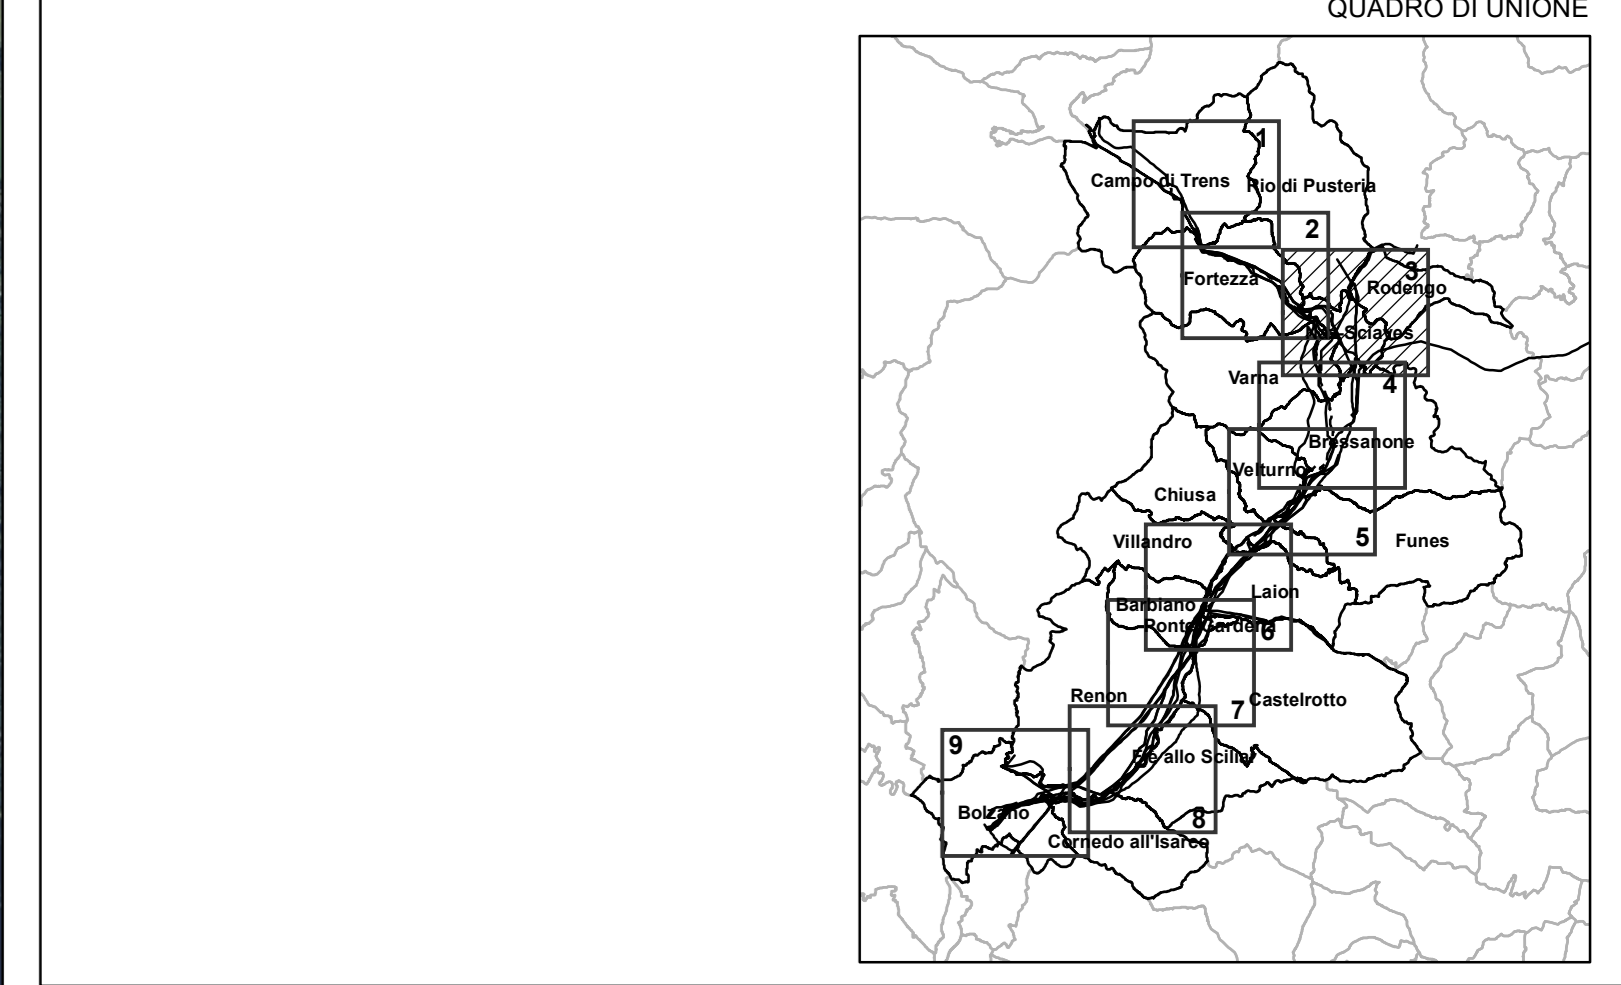 QUADRO DI UNIONE
1
Campo di Trens
Rio di Pusteria
2
3
Fortezza
Rodengo
Naz-Sciaves
Varna
4
Bressanone
Velturno
Chiusa
5
Villandro
Funes
Laion
Barbiano
Ponte Gardena
6
Renon
7
Castelrotto
9
Fie allo Sciliar
Bolzano
8
Cornedo all'Isarco